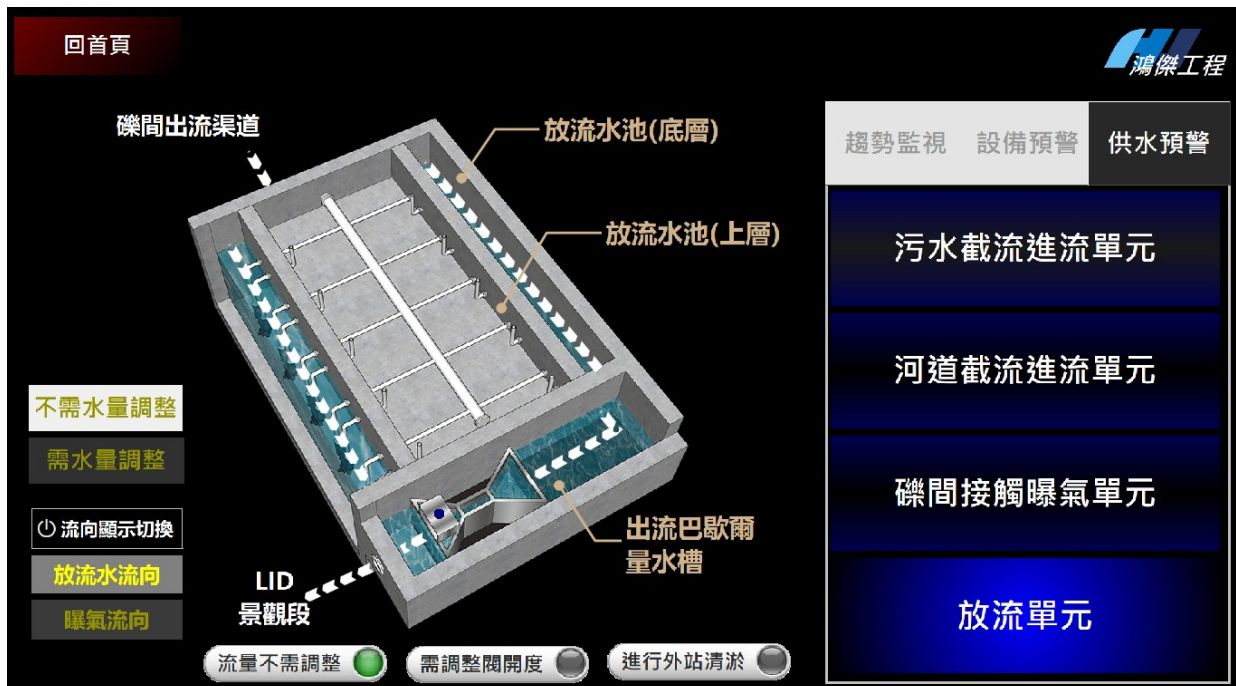 回首頁
鴻傑工程
礫間出流渠道
放流水池(底層)
放流水池(上層)
趨勢監視
設備預警
供水預警
污水截流進流單元
河道截流進流單元
礫間接觸曝氣單元
放流單元
不需水量調整
需水量調整
流向顯示切換
放流水流向
曝氣流向
出流巴歇爾
量水槽
LID
景觀段
流量不需調整
需調整閥開度
進行外站清淤